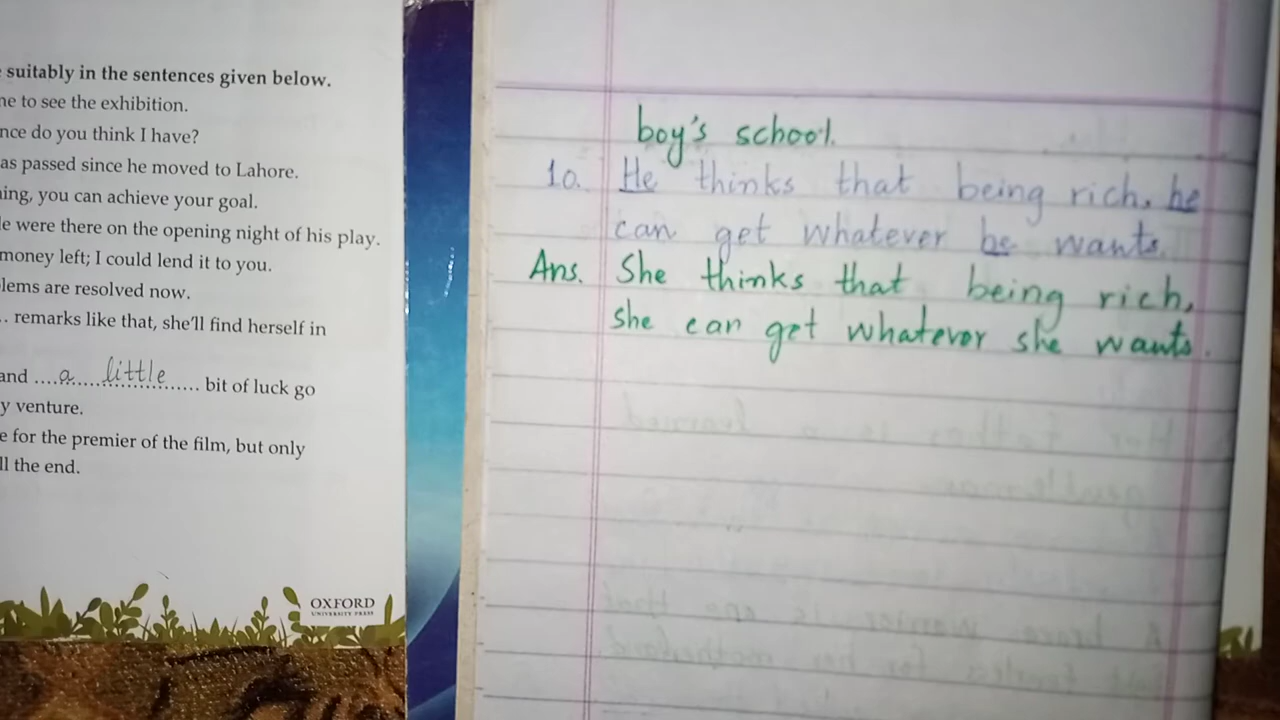 suitably in the sentences given below.
ne to see the exhibition.
nce do you think I have?
as passed since he moved to Lahore.
ning, you can achieve your goal.
le were there on the opening night of his play.
money left; I could lend it to you.
lems are resolved now.
.. remarks like that, she'll find herself in
and ....a little.... bit of luck go
y venture.
e for the premier of the film, but only
ll the end.
OXFORD
UNIVERSITY PRESS
boy's school.
10. He thinks that being rich, he
can get whatever he wants.
Ans. She thinks that being rich,
she can get whatever she wants.